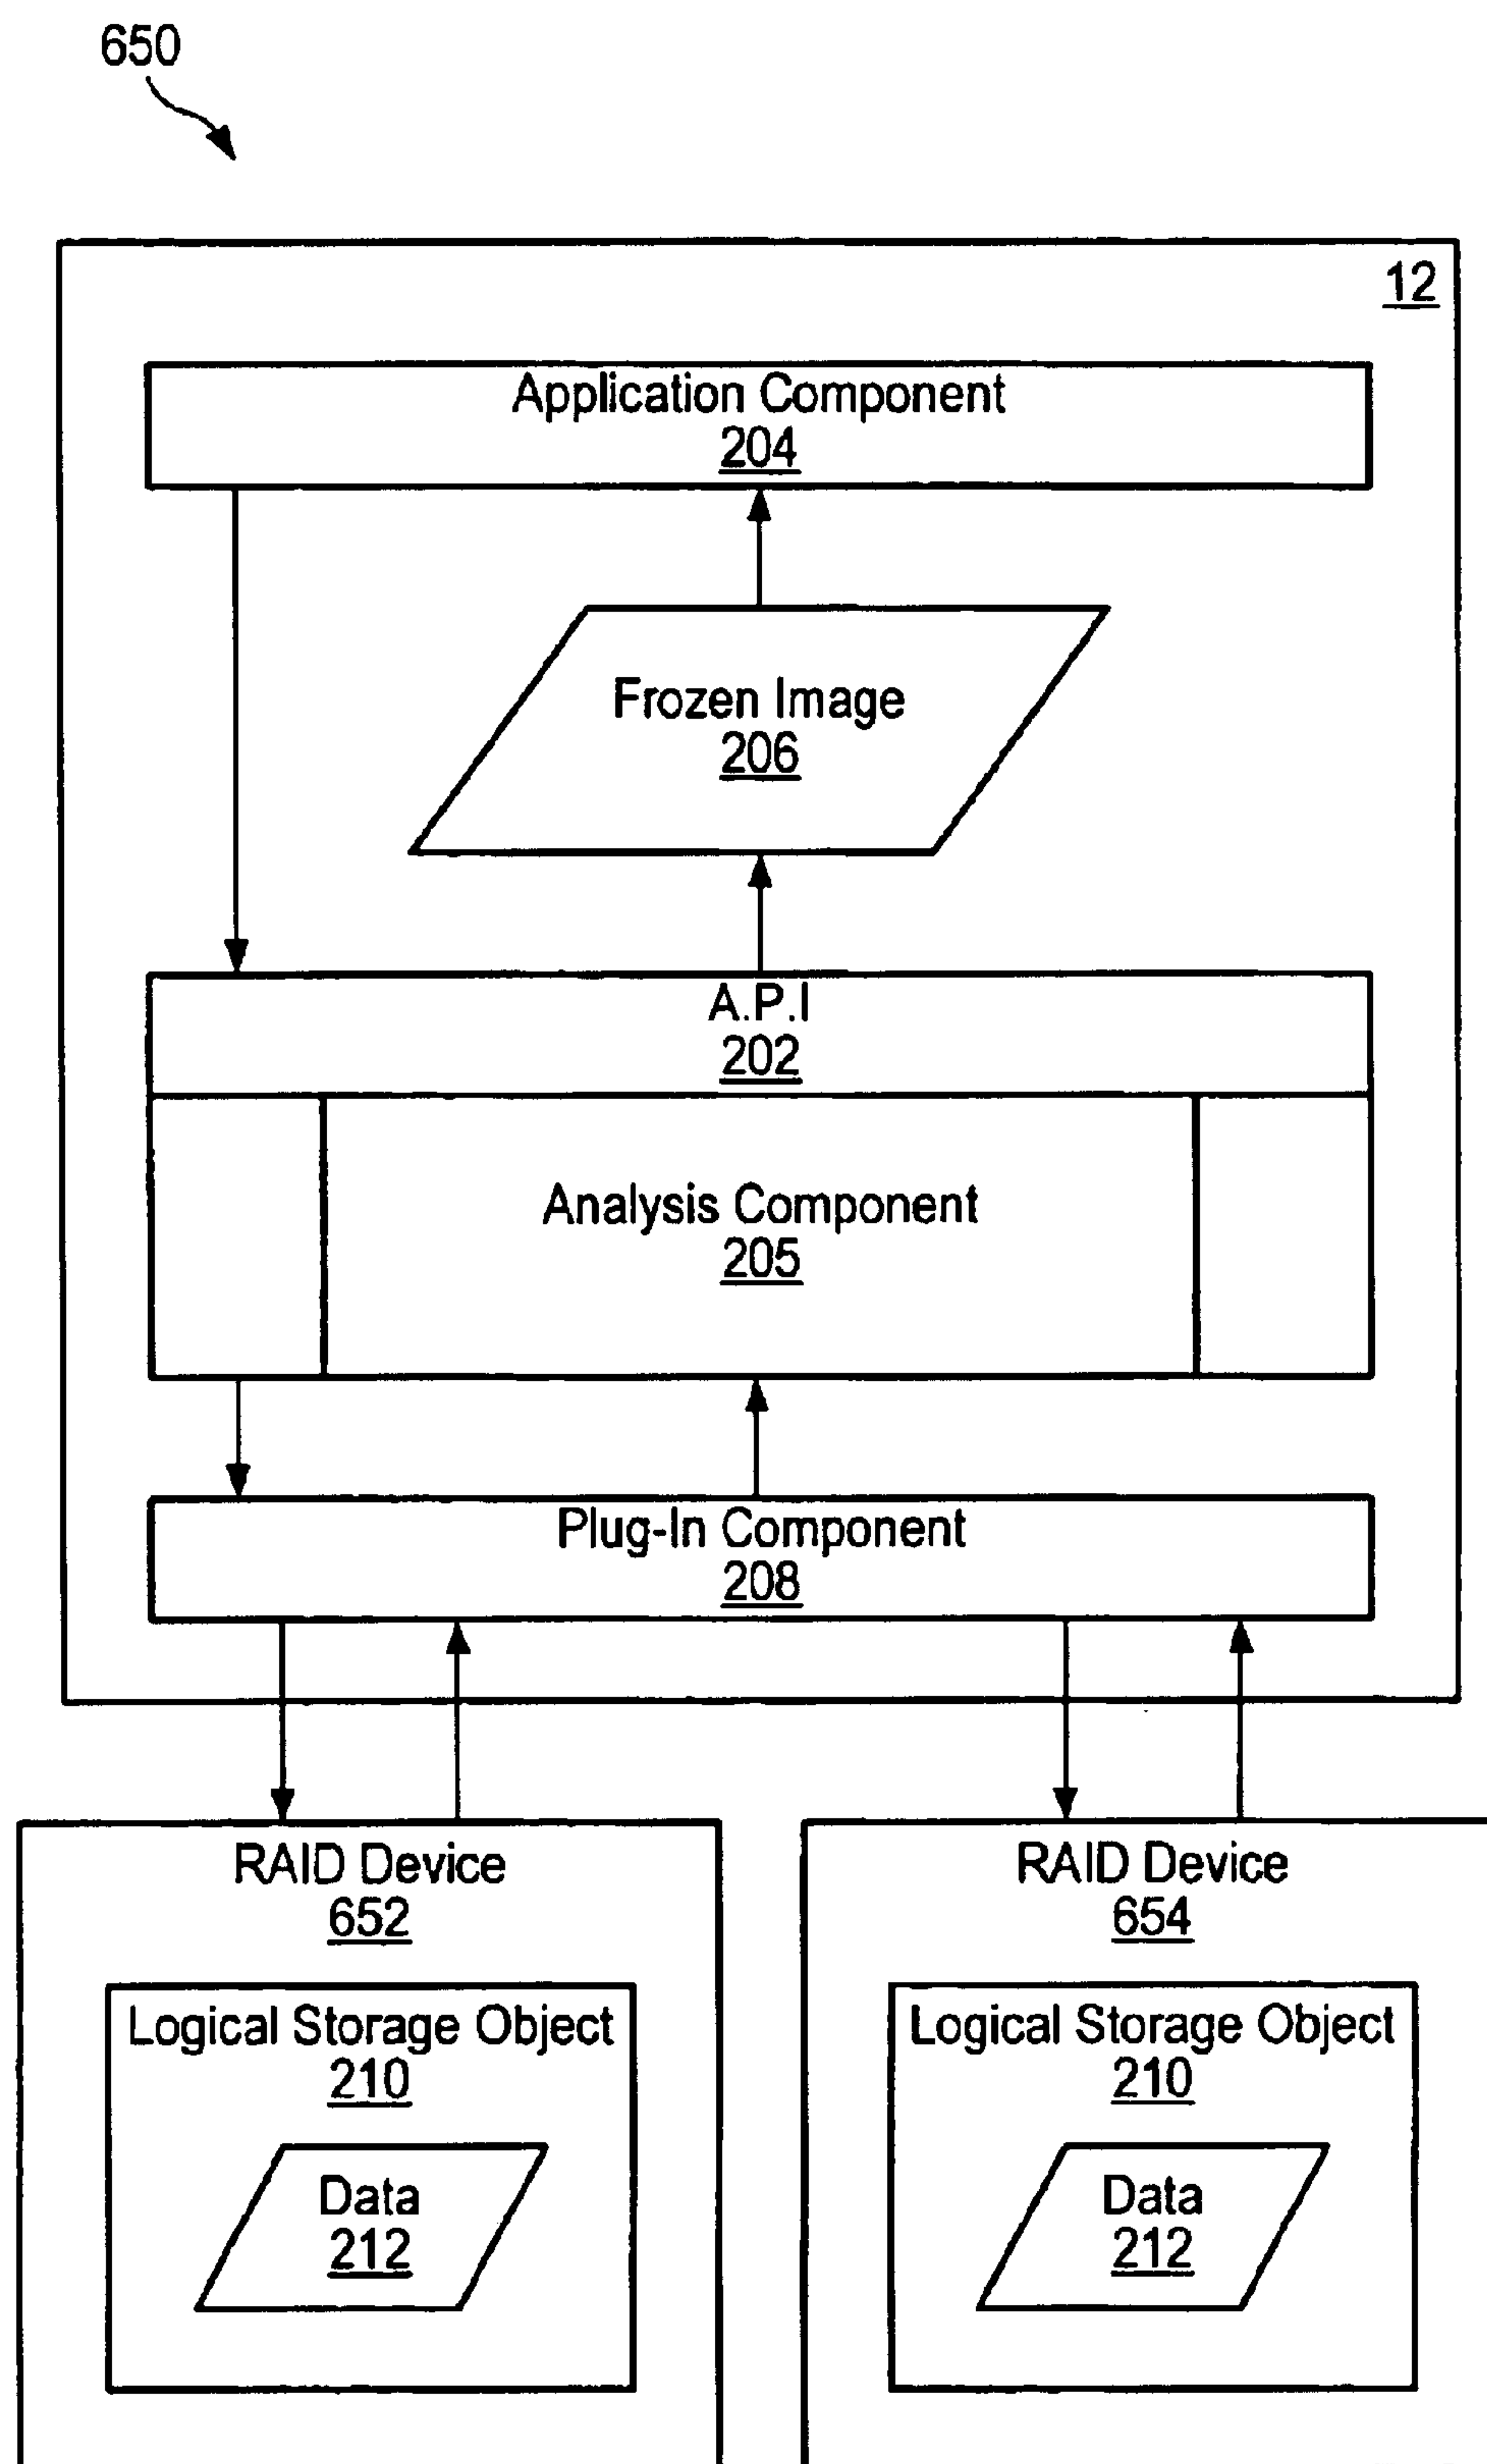 650
12
Application Component
204
Frozen Image
206
A.P.I
202
Analysis Component
205
Plug-In Component
208
RAID Device
652
Logical Storage Object
210
Data
212
RAID Device
654
Logical Storage Object
210
Data
212